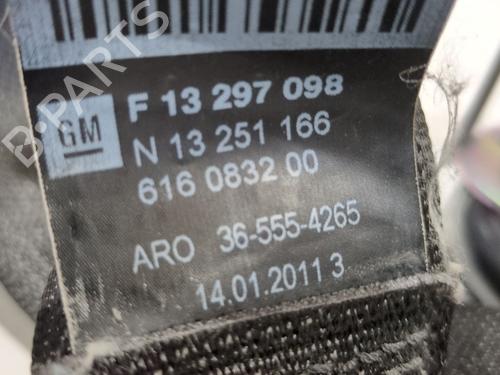 B-PARTS
GM
F 13 297 098
N 13 251 166
616 0832 00
ARO 36-555-4265
14.01.2011 3